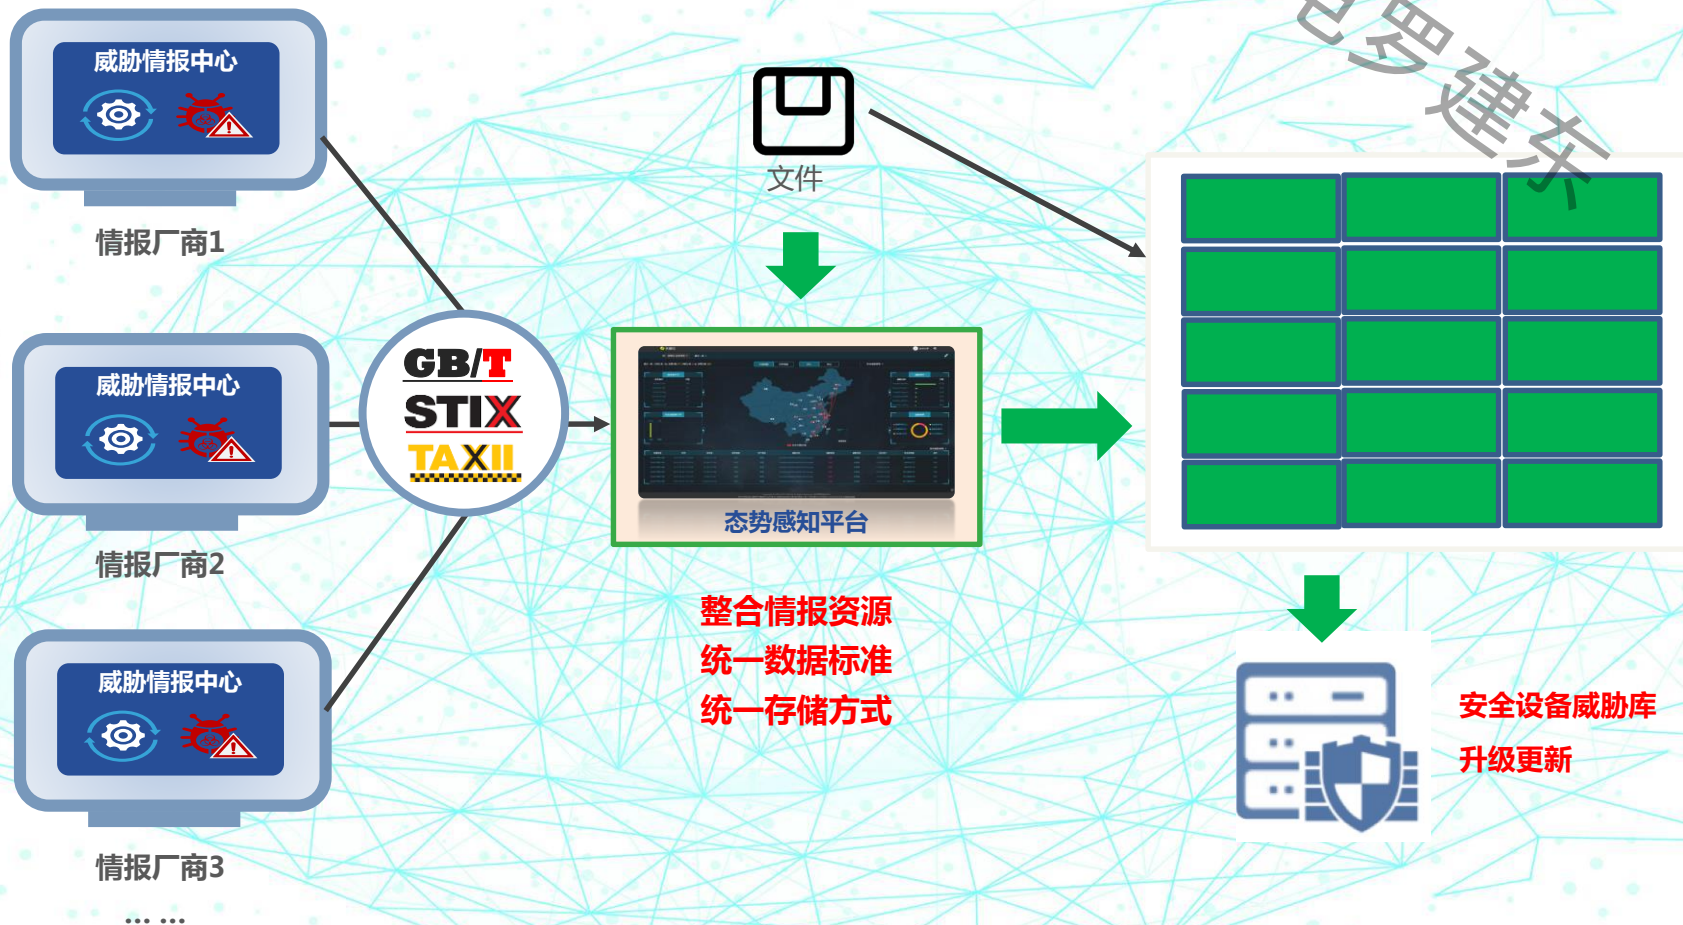 威胁情报中心
情报厂商1
威胁情报中心
情报厂商2
威胁情报中心
情报厂商3
... ...
GB/T
STIX
TAXII
文件
态势感知平台
整合情报资源
统一数据标准
统一存储方式
安全设备威胁库
升级更新
罗建东